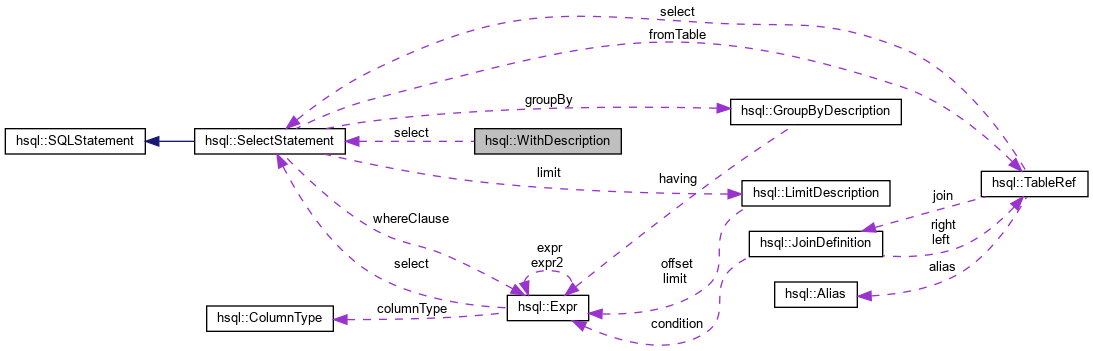 select
fromTable
groupBy
hsql::GroupByDescription
hsql::SQLStatement
hsql::SelectStatement
select
hsql::WithDescription
limit
having
hsql::TableRef
hsql::LimitDescription
join
whereClause
right
left
hsql::JoinDefinition
expr
expr2
select
offset
limit
alias
hsql::Alias
hsql::ColumnType
columnType
hsql::Expr
condition